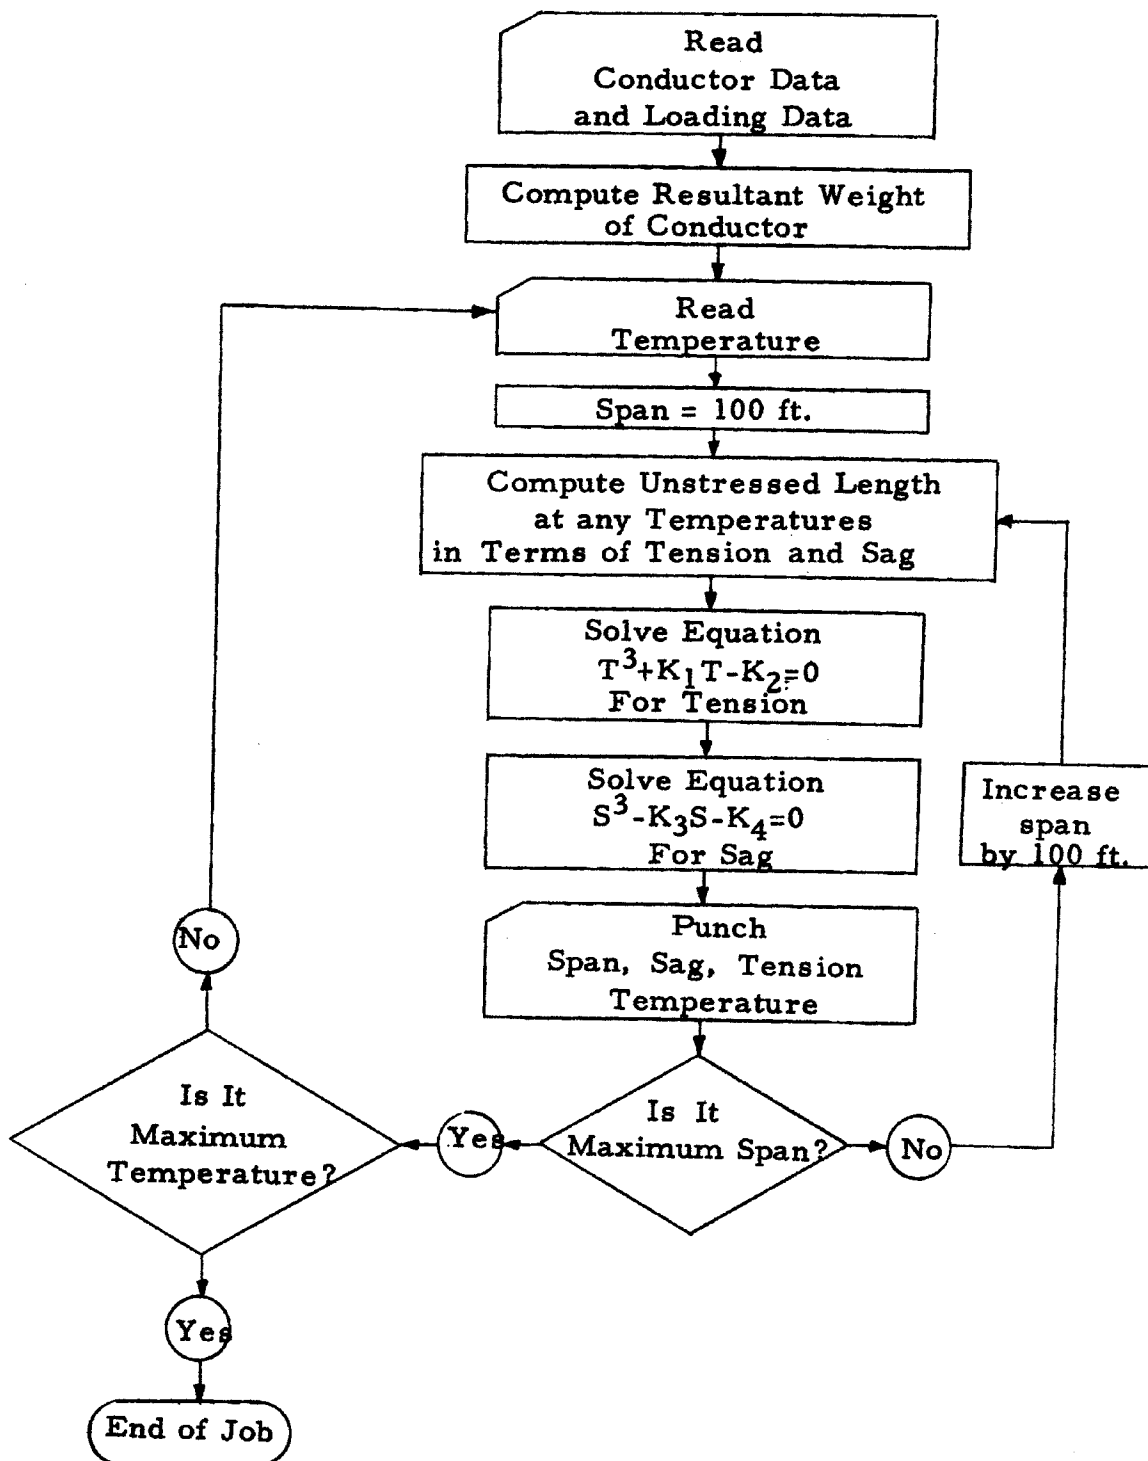 Read
Conductor Data
and Loading Data
Compute Resultant Weight
of Conductor
Read
Temperature
Span = 100 ft.
Compute Unstressed Length
at any Temperatures
in Terms of Tension and Sag
Solve Equation
T³+K₁T-K₂=0
For Tension
Solve Equation
S³-K₃S-K₄=0
For Sag
Increase
span
by 100 ft.
Punch
Span, Sag, Tension
Temperature
No
Is It
Maximum
Temperature?
Yes
Is It
Maximum Span?
No
Yes
End of Job